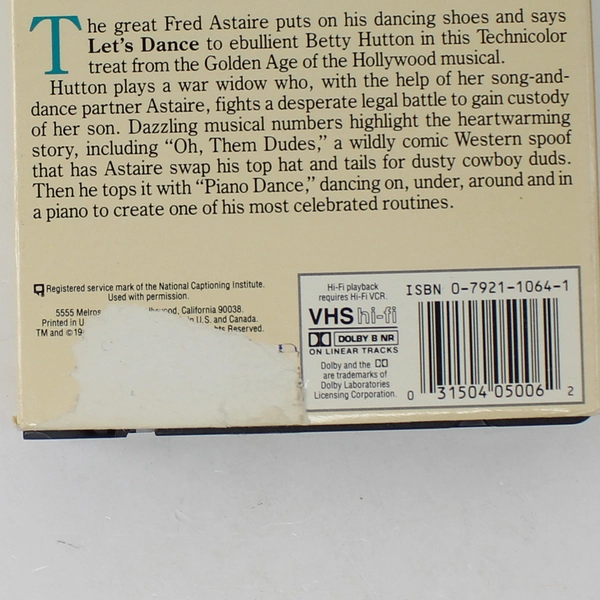 The great Fred Astaire puts on his dancing shoes and says
Let's Dance to ebullient Betty Hutton in this Technicolor
treat from the Golden Age of the Hollywood musical.
Hutton plays a war widow who, with the help of her song-and-
dance partner Astaire, fights a desperate legal battle to gain custody
of her son. Dazzling musical numbers highlight the heartwarming
story, including "Oh, Them Dudes," a wildly comic Western spoof
that has Astaire swap his top hat and tails for dusty cowboy duds.
Then he tops it with "Piano Dance," dancing on, under, around and in
a piano to create one of his most celebrated routines.
Registered service mark of the National Captioning Institute.
Used with permission.
5555 California 90038.
Printed in in U.S. and Canada.
TM and Reserved.
Hi-Fi playback
requires Hi-Fi VCR.
VHS hi-fi
DOLBY B NR
ON LINEAR TRACKS
Dolby and the
are trademarks of
Dolby Laboratories
Licensing Corporation.
ISBN 0-7921-1064-1
0 31504 05006 2